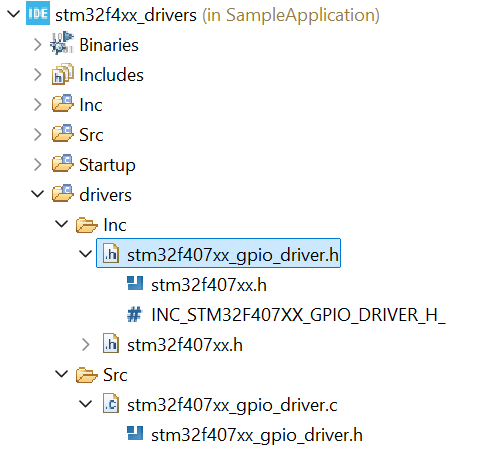 IDE stm32f4xx_drivers (in SampleApplication)
Binaries
Includes
Inc
Src
Startup
drivers
Inc
.h stm32f407xx_gpio_driver.h
stm32f407xx.h
# INC_STM32F407XX_GPIO_DRIVER_H_
.h stm32f407xx.h
Src
.c stm32f407xx_gpio_driver.c
stm32f407xx_gpio_driver.h